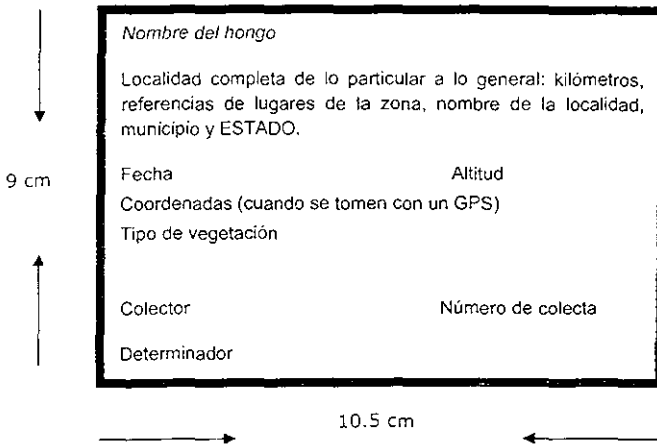 Nombre del hongo
Localidad completa de lo particular a lo general: kilómetros,
referencias de lugares de la zona, nombre de la localidad,
municipio y ESTADO.
Fecha Altitud
9 cm
Coordenadas (cuando se tomen con un GPS)
Tipo de vegetación
Colector Número de colecta
Determinador
10.5 cm